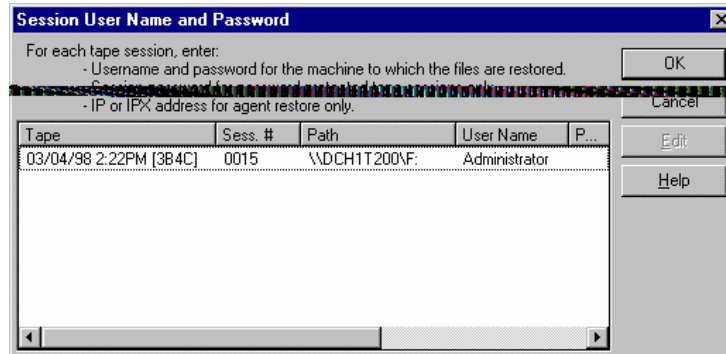 Session User Name and Password
For each tape session, enter:
- Username and password for the machine to which the files are restored.
- IP or IPX address for agent restore only.
OK
Cancel
Edit
Help
Tape Sess. # Path User Name P...
03/04/98 2:22PM [3B4C] 0015 \\DCH1T200\F: Administrator